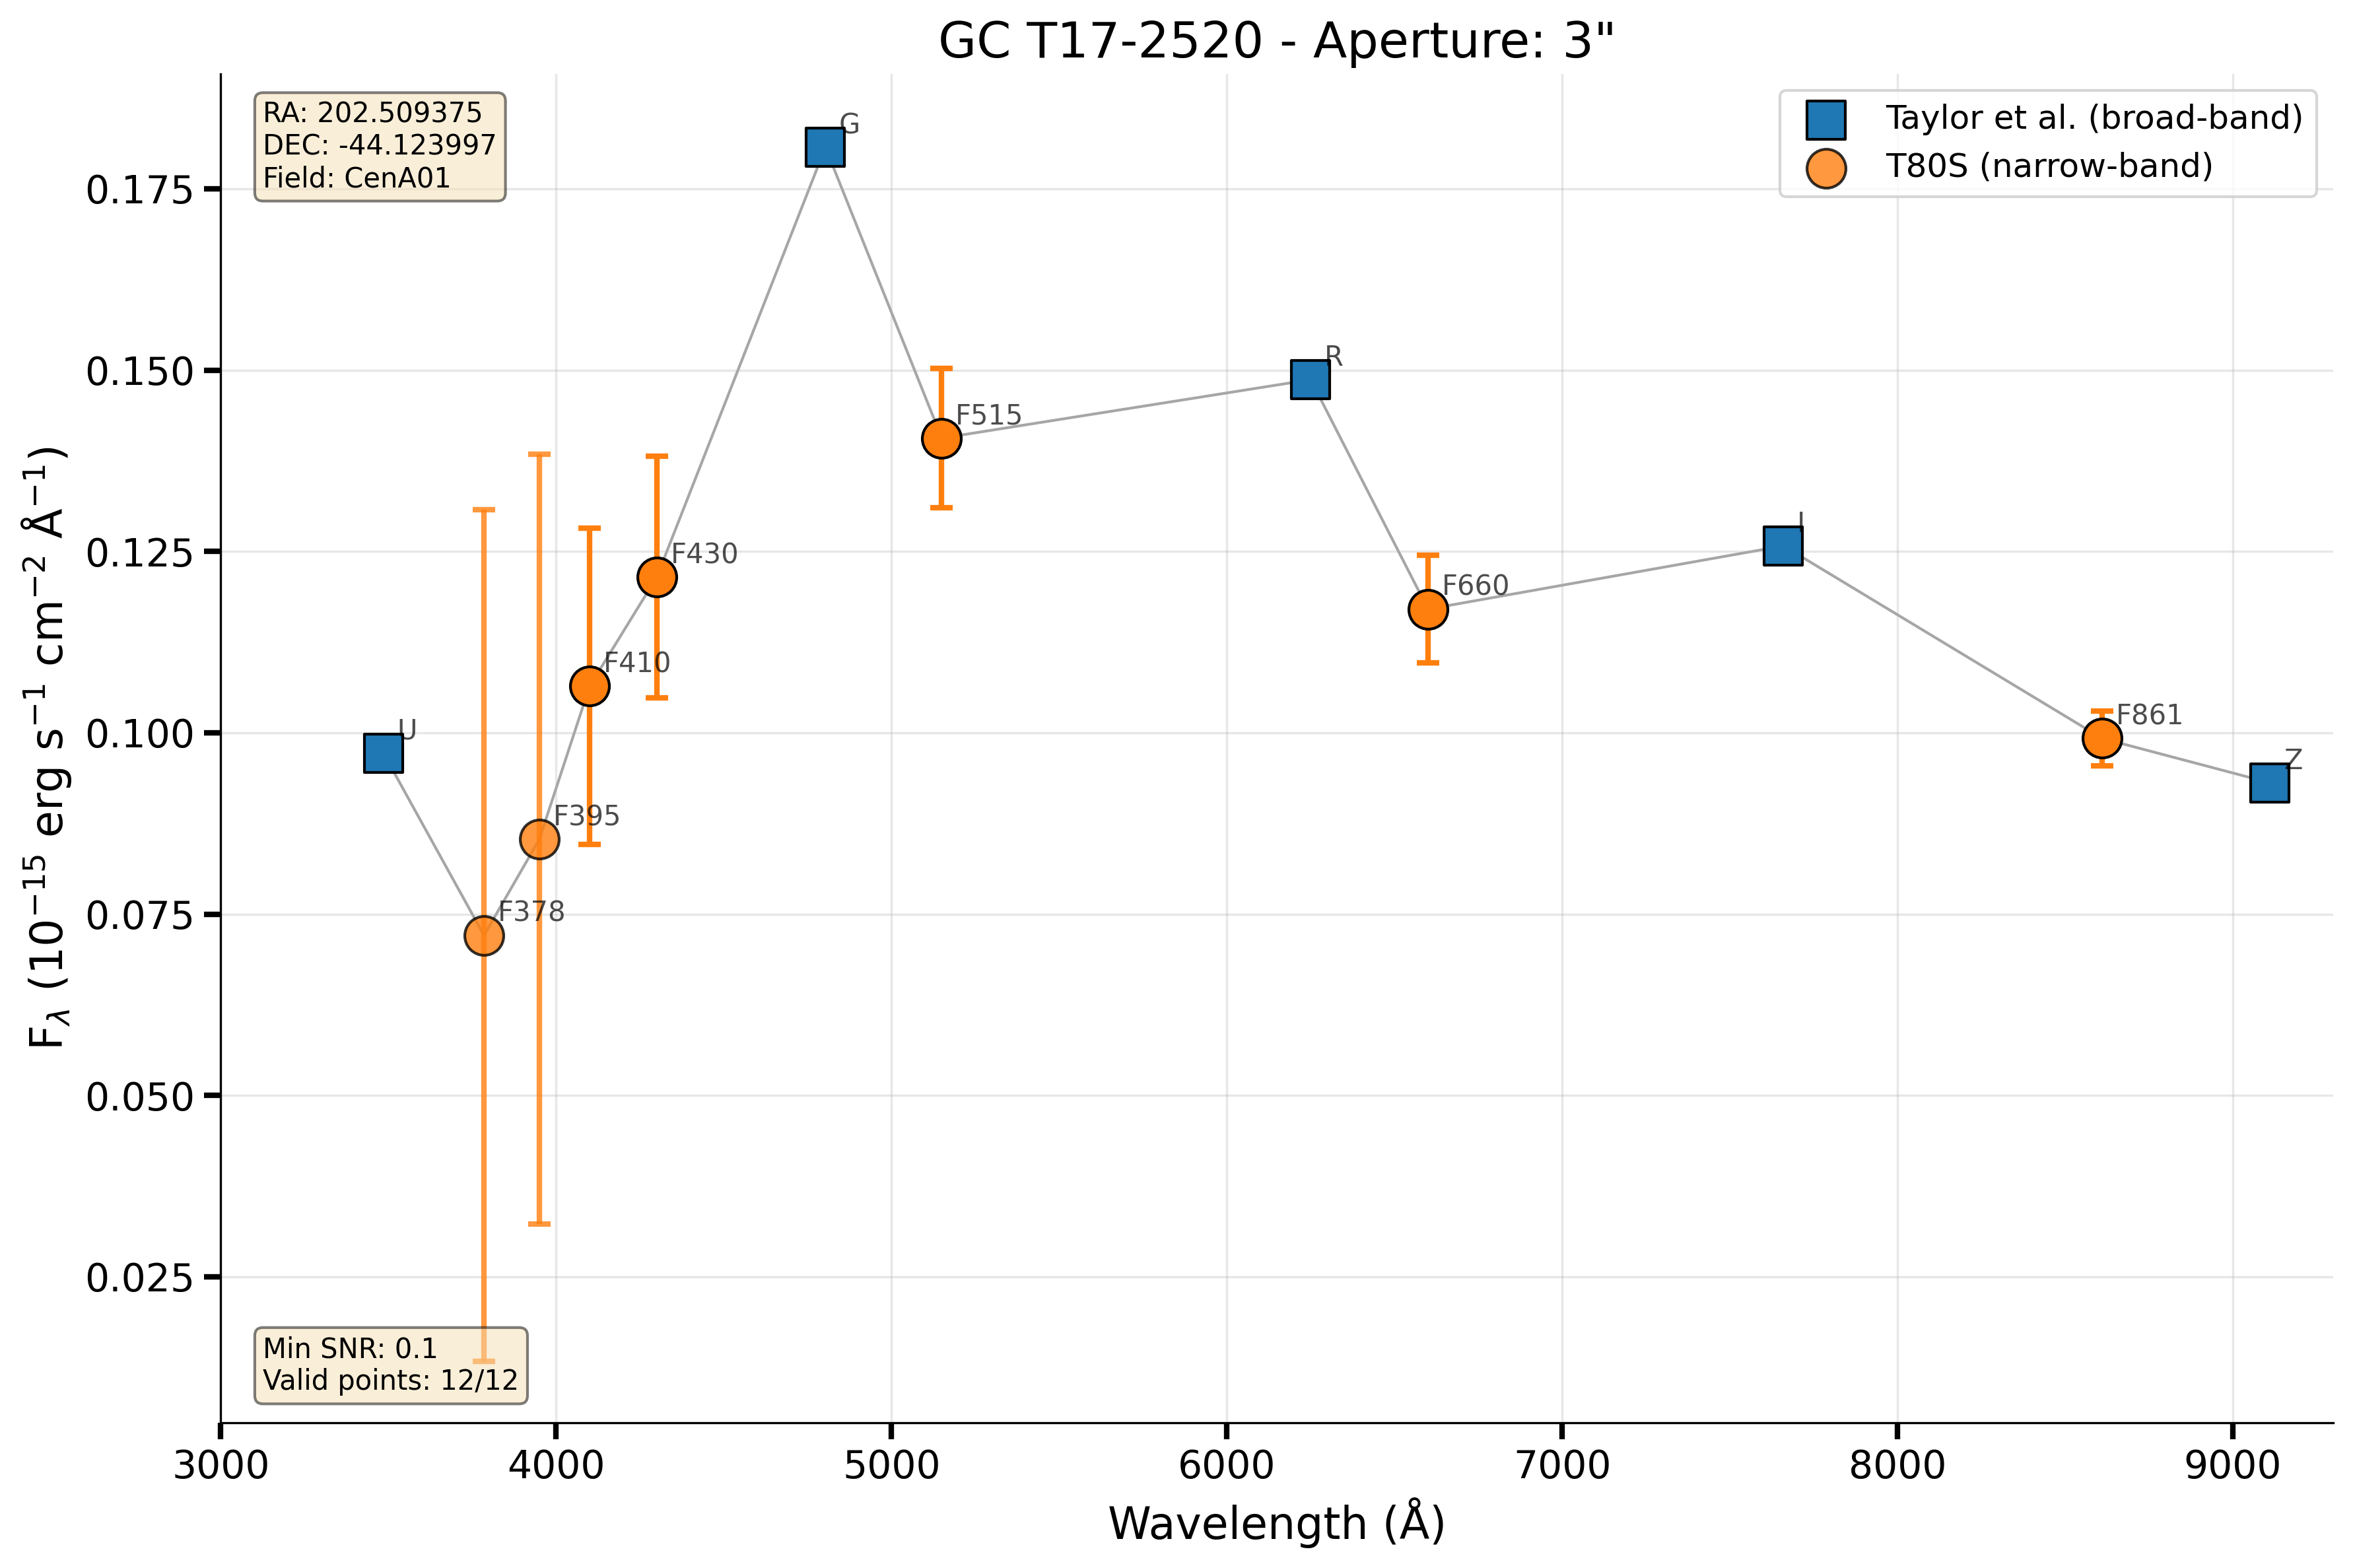 GC T17-2520 - Aperture: 3"
RA: 202.509375
DEC: -44.123997
Field: CenA01
Taylor et al. (broad-band)
T80S (narrow-band)
G
R
F515
F430
I
F660
F410
U
F395
F861
Z
F378
Min SNR: 0.1
Valid points: 12/12
0.175
0.150
0.125
0.100
0.075
0.050
0.025
F_λ (10⁻¹⁵ erg s⁻¹ cm⁻² Å⁻¹)
3000 4000 5000 6000 7000 8000 9000
Wavelength (Å)